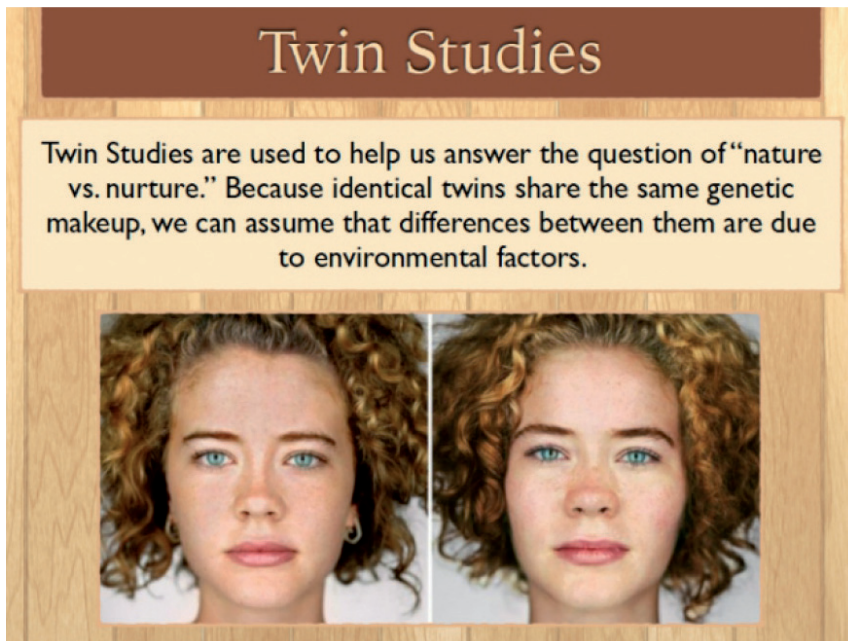 Twin Studies
Twin Studies are used to help us answer the question of “nature
vs. nurture.” Because identical twins share the same genetic
makeup, we can assume that differences between them are due
to environmental factors.